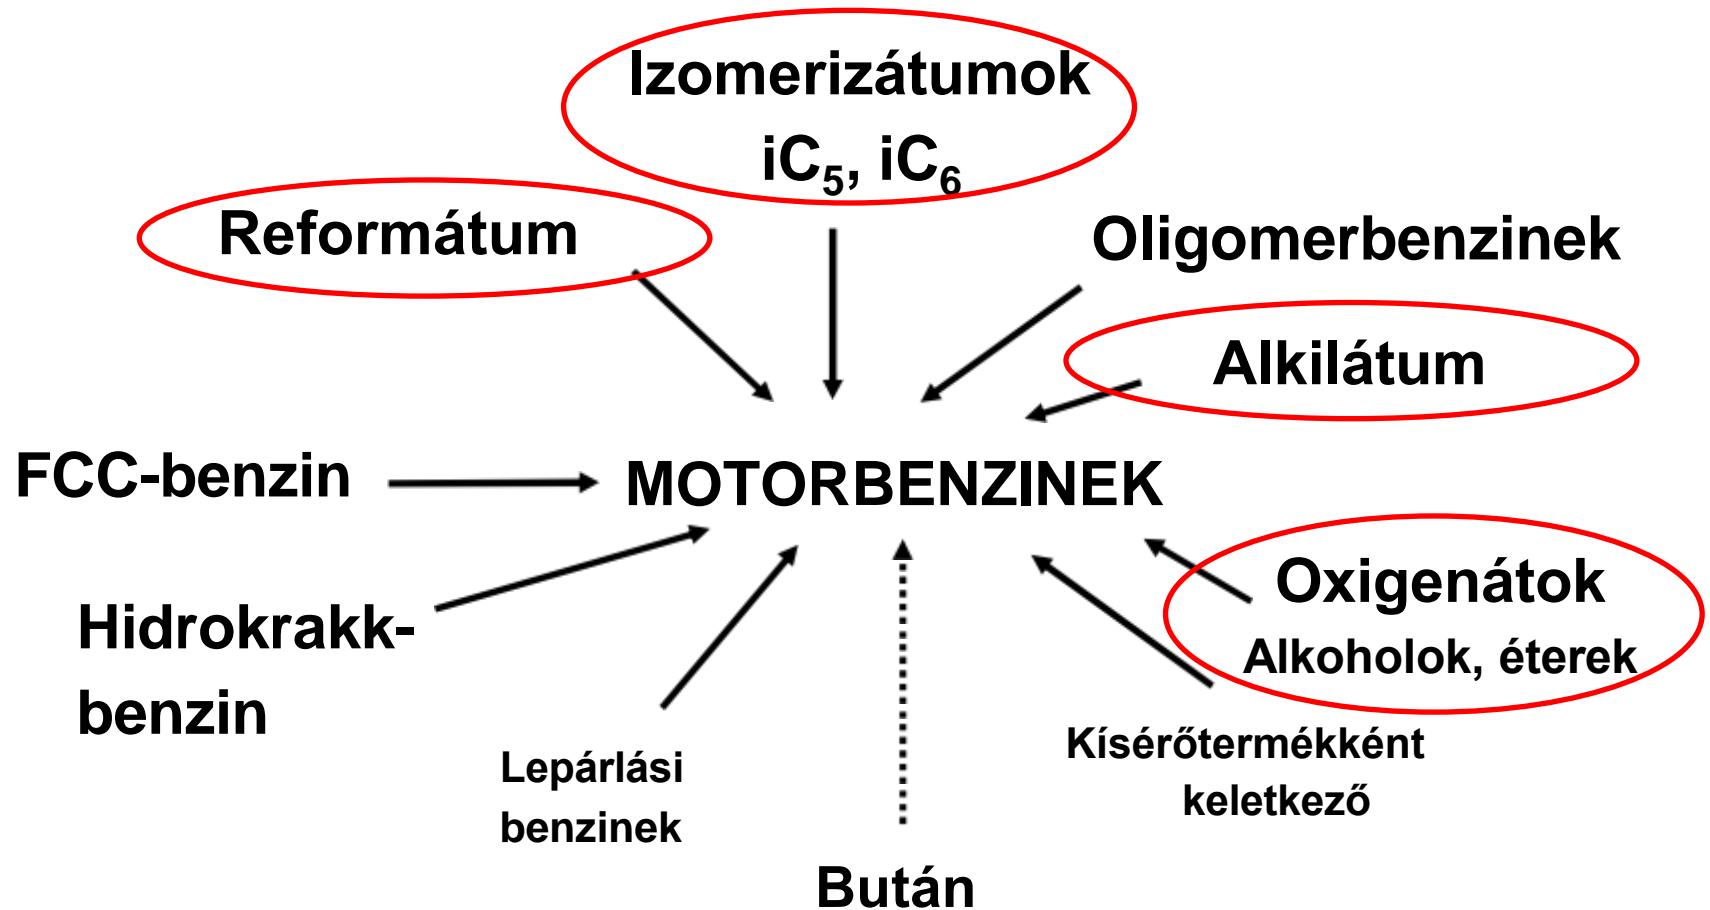 Izomerizátumok
iC₅, iC₆
Reformátum
Oligomerbenzinek
Alkilátum
FCC-benzin
MOTORBENZINEK
Oxigenátok
Alkoholok, éterek
Hidrokrakk-
benzin
Lepárlási
benzinek
Kísérőtermékként
keletkező
Bután